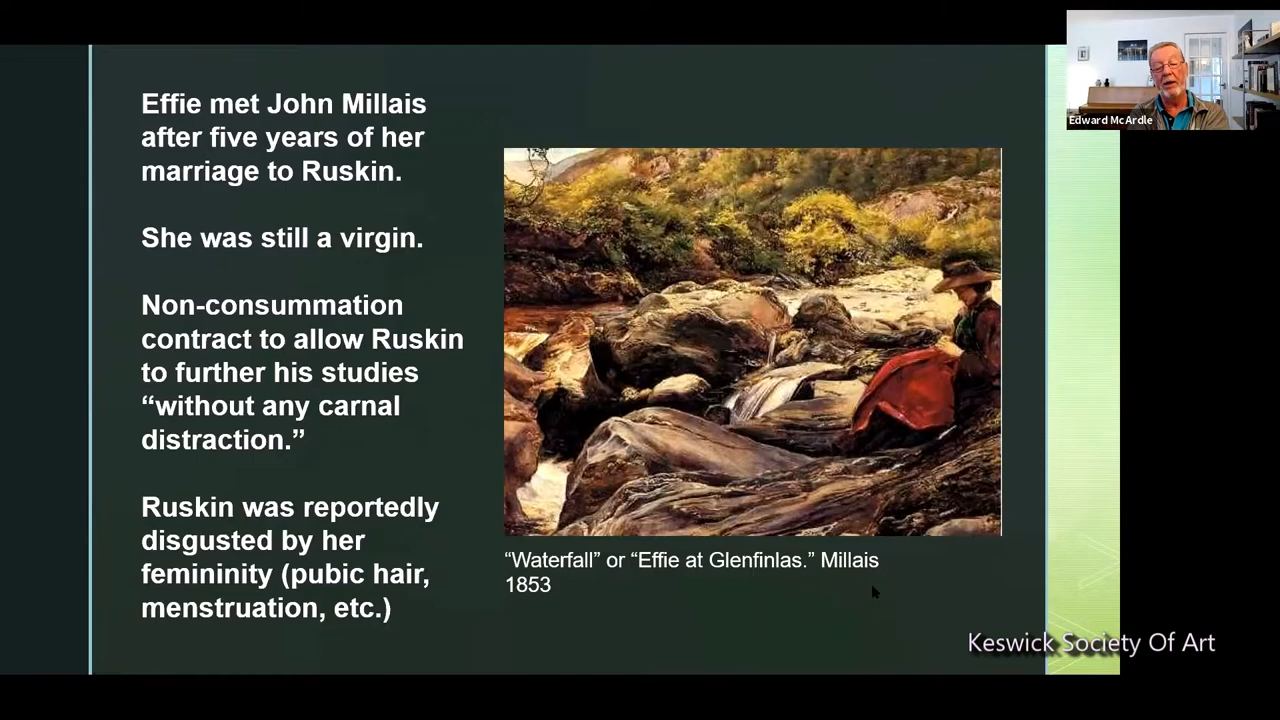 Effie met John Millais
after five years of her
marriage to Ruskin.
She was still a virgin.
Non-consummation
contract to allow Ruskin
to further his studies
“without any carnal
distraction.”
Ruskin was reportedly
disgusted by her
femininity (pubic hair,
menstruation, etc.)
“Waterfall” or “Effie at Glenfinlas.” Millais
1853
Edward McArdle
Keswick Society Of Art